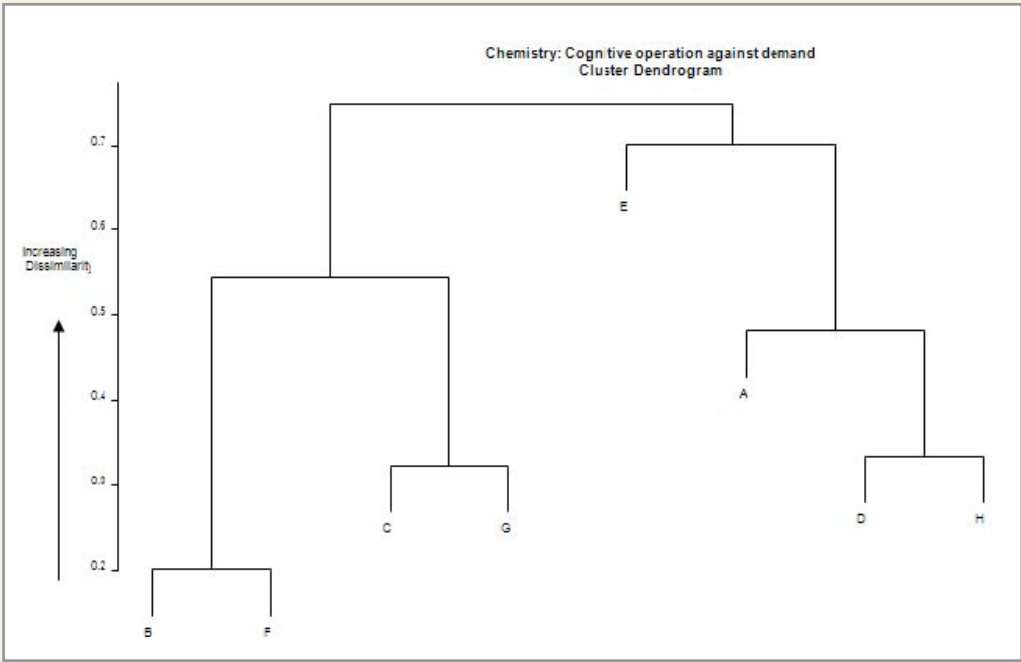 Chemistry: Cognitive operation against demand
Cluster Dendrogram
0.7
E
0.6
Increasing
Dissimilarity
0.5
A
0.4
0.3
C
G
D
H
0.2
B
F